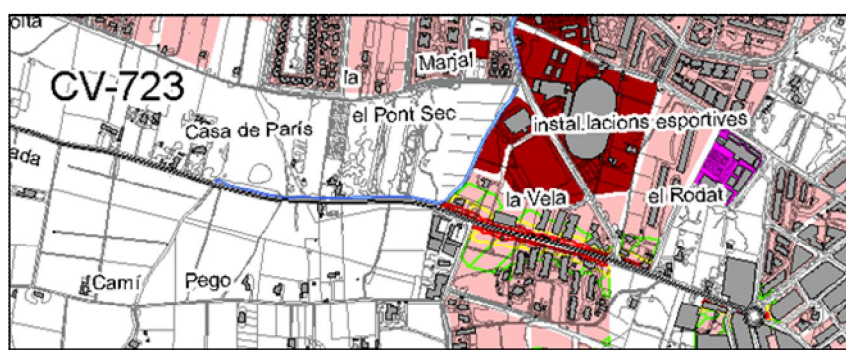 olta
la
Marjal
CV-723
el Pont Sec
Casa de París
instal.lacions esportives
ada
la Vela
el Rodat
Camí
Pego